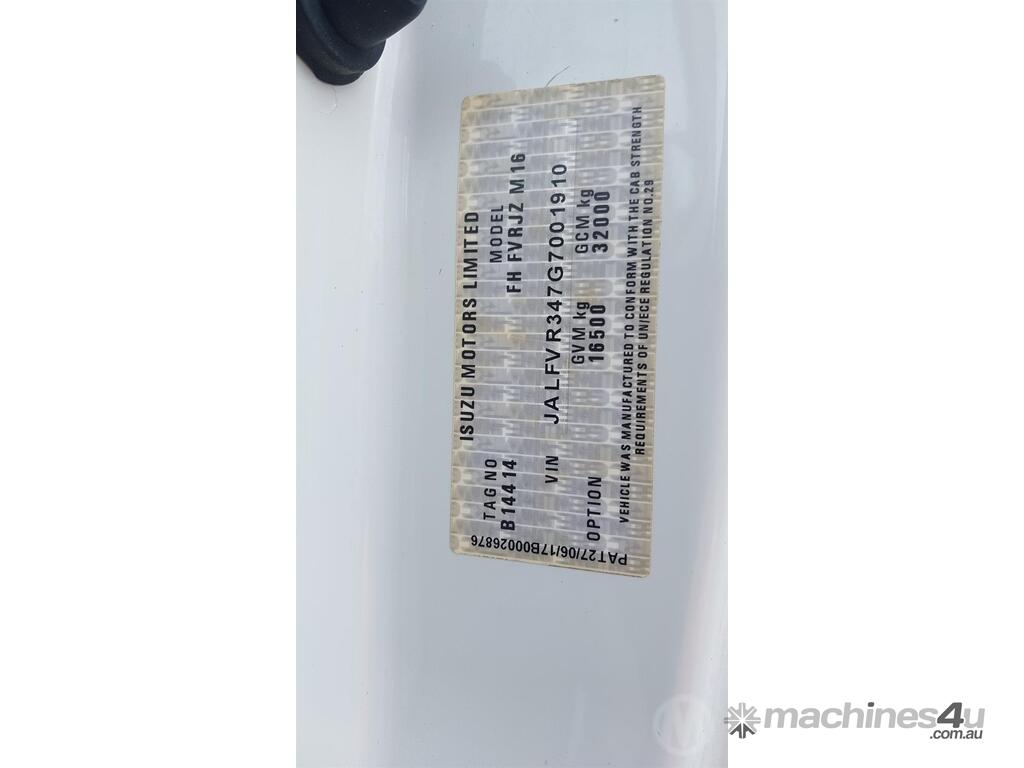 ISUZU MOTORS LIMITED
TAG NO MODEL
B14414 FH FVRJZ M16
VIN JALFVR347G7001910
GVM kg GCM kg
OPTION 16500 32000
VEHICLE WAS MANUFACTURED TO CONFORM WITH THE CAB STRENGTH
REQUIREMENTS OF UN/ECE REGULATION NO.29
PAT27/06/17B00026876
machines4u
.com.au